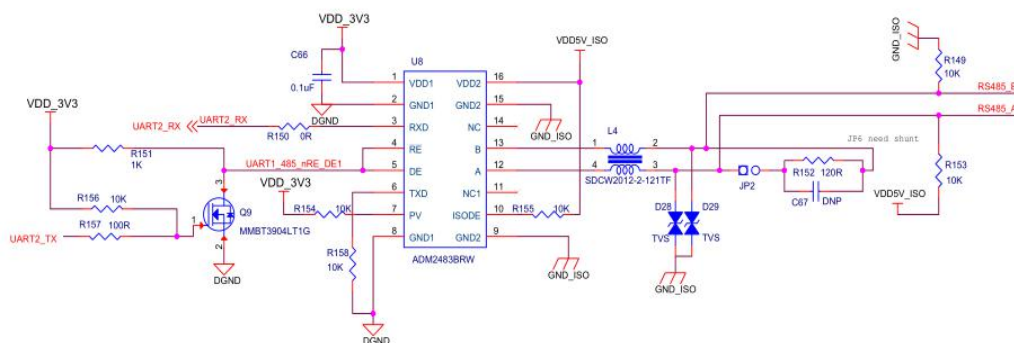 VDD_3V3
C66
0.1uF
DGND
U8
1 VDD1 VDD2 16
2 GND1 GND2 15
3 RXD NC 14
4 RE B 13
5 DE A 12
6 TXD NC1 11
7 PV ISODE 10
8 GND1 GND2 9
ADM2483BRW
VDD_3V3
UART2_RX UART2_RX
R150 0R
R151
1K
UART1_485_nRE_DE1
R156 10K
R157 100R
UART2_TX
3
1
2
Q9
MMBT3904LT1G
DGND
VDD_3V3
R154 10K
R158
10K
DGND
VDD5V_ISO
GND_ISO
R155 10K
GND_ISO
L4
1 2
4 3
SDCW2012-2-121TF
D28 D29
TVS TVS
GND_ISO
JP2
JP6 need shunt
R152 120R
C67 DNP
GND_ISO
R149
10K
RS485_B
RS485_A
R153
10K
VDD5V_ISO